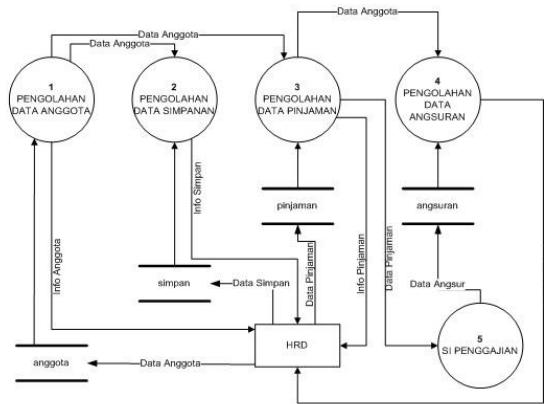 Data Anggota
Data Anggota
Data Anggota
1
PENGOLAHAN
DATA ANGGOTA
2
PENGOLAHAN
DATA SIMPANAN
3
PENGOLAHAN
DATA PINJAMAN
4
PENGOLAHAN
DATA
ANGSURAN
Info Anggota
Info Simpan
pinjaman
angsuran
Data Pinjaman
Info Pinjaman
Data Pinjaman
simpan
Data Simpan
Data Angsur
HRD
5
SI PENGGAJIAN
anggota
Data Anggota